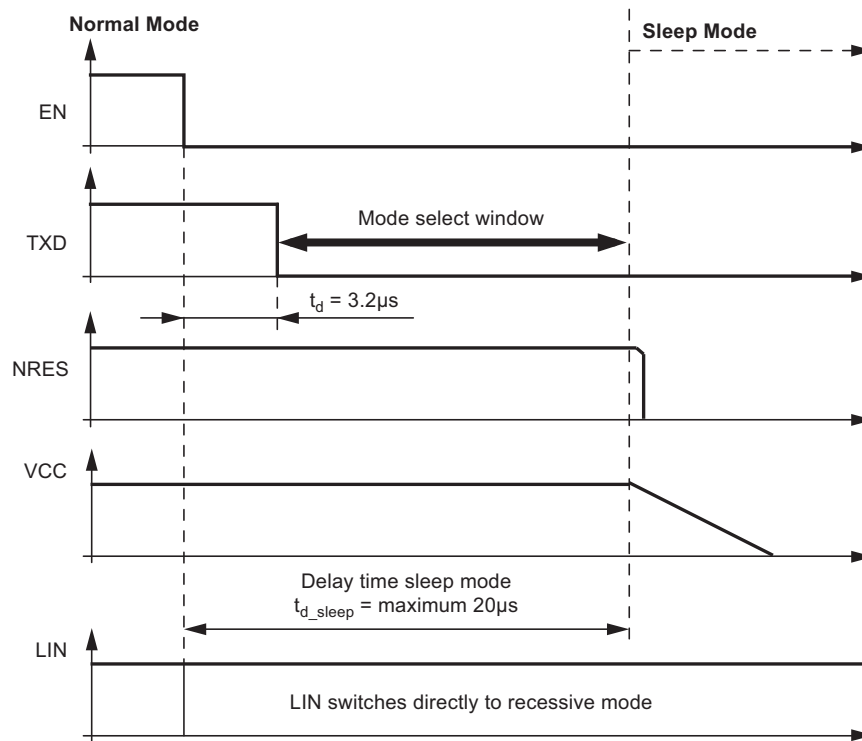 Normal Mode
Sleep Mode
EN
TXD
Mode select window
t_d = 3.2µs
NRES
VCC
Delay time sleep mode
t_d_sleep = maximum 20µs
LIN
LIN switches directly to recessive mode